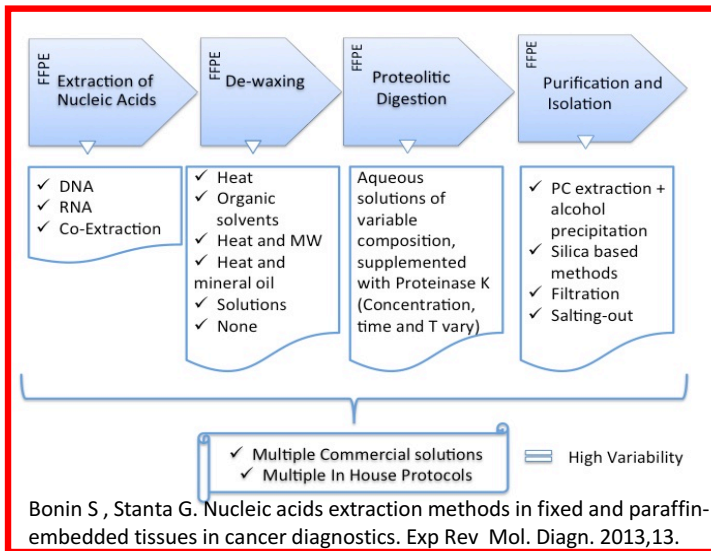 FFPE
Extraction of
Nucleic Acids
FFPE
De-waxing
FFPE
Proteolitic
Digestion
FFPE
Purification and
Isolation
✓ DNA
✓ RNA
✓ Co-Extraction
✓ Heat
✓ Organic
solvents
✓ Heat and MW
✓ Heat and
mineral oil
✓ Solutions
✓ None
Aqueous
solutions of
variable
composition,
supplemented
with Proteinase K
(Concentration,
time and T vary)
✓ PC extraction +
alcohol
precipitation
✓ Silica based
methods
✓ Filtration
✓ Salting-out
✓ Multiple Commercial solutions
✓ Multiple In House Protocols
High Variability
Bonin S , Stanta G. Nucleic acids extraction methods in fixed and paraffin-
embedded tissues in cancer diagnostics. Exp Rev Mol. Diagn. 2013,13.